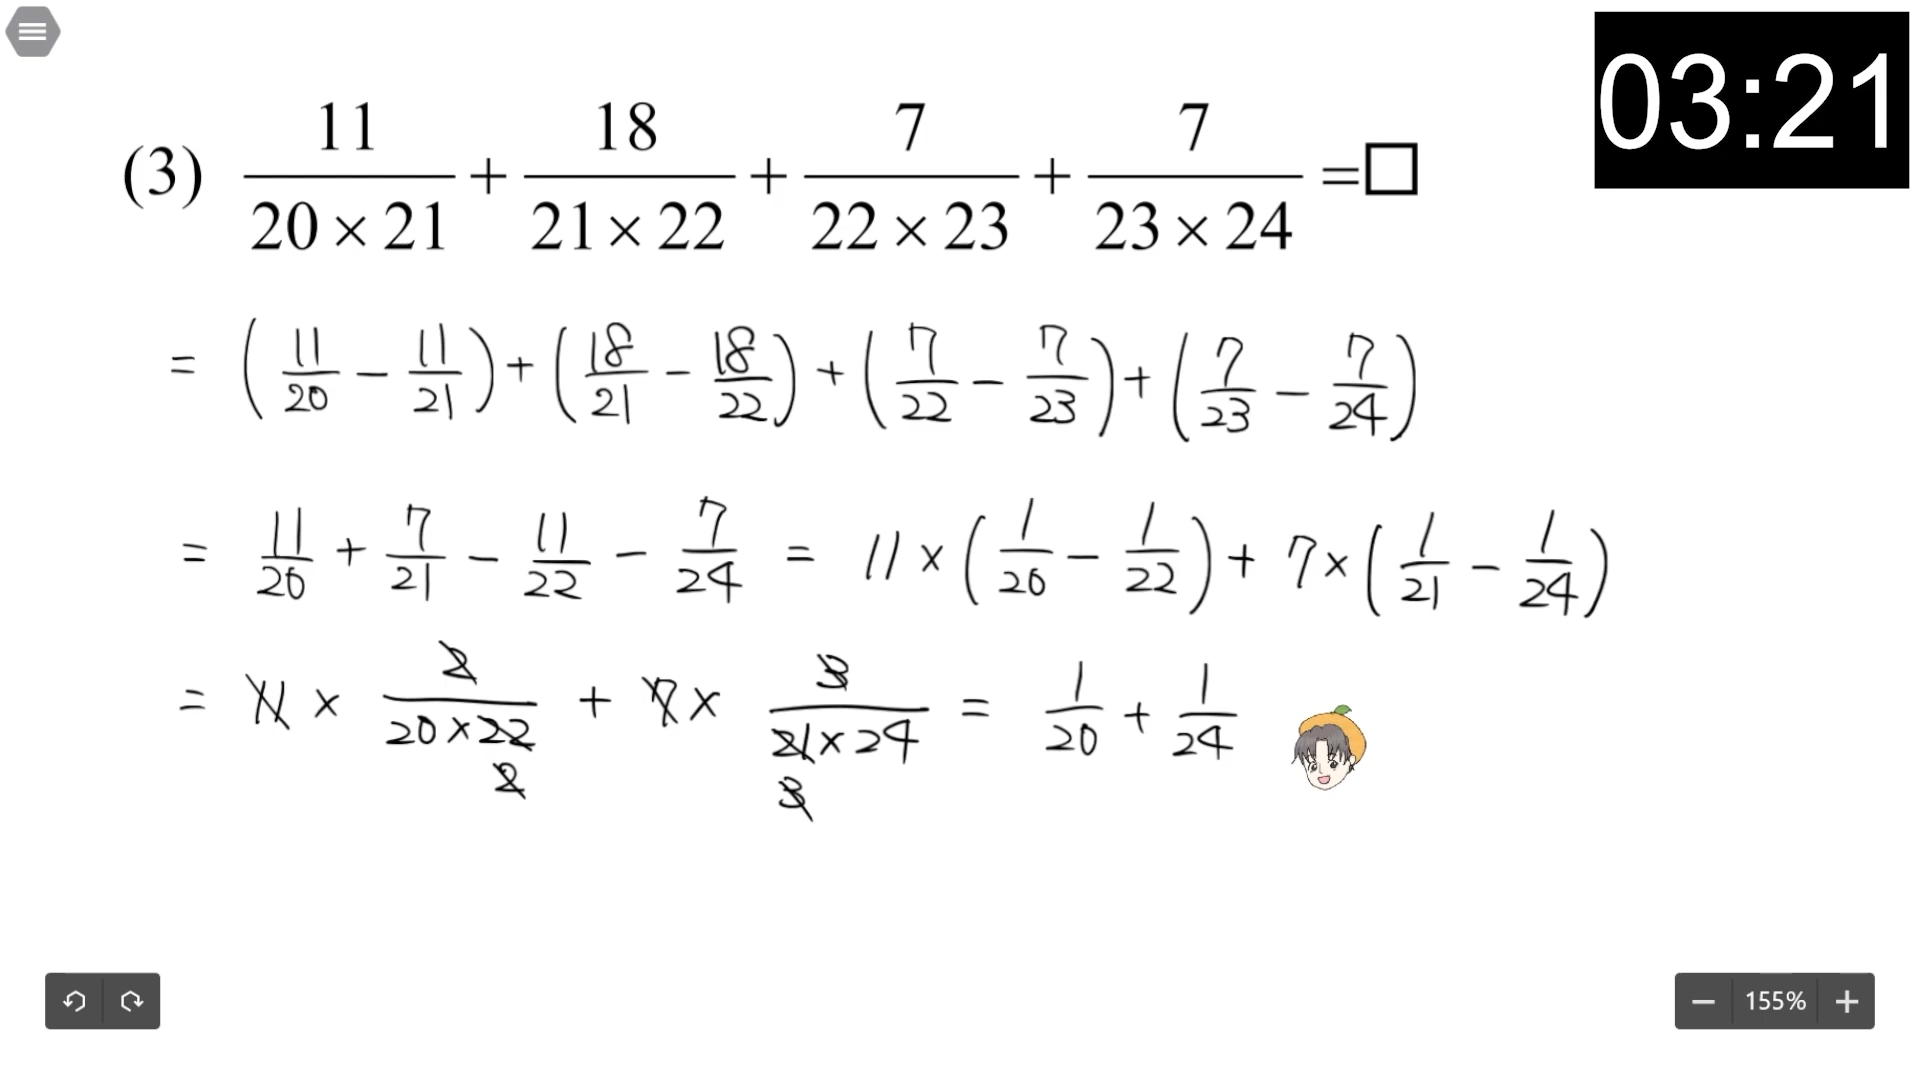 03:21
(3) 11/(20×21) + 18/(21×22) + 7/(22×23) + 7/(23×24) = □
= (11/20 − 11/21) + (18/21 − 18/22) + (7/22 − 7/23) + (7/23 − 7/24)
= 11/20 + 7/21 − 11/22 − 7/24 = 11 × (1/20 − 1/22) + 7 × (1/21 − 1/24)
= 11 × 2/(20×22) 2 + 7 × 3/(21×24) 3 = 1/20 + 1/24
155%